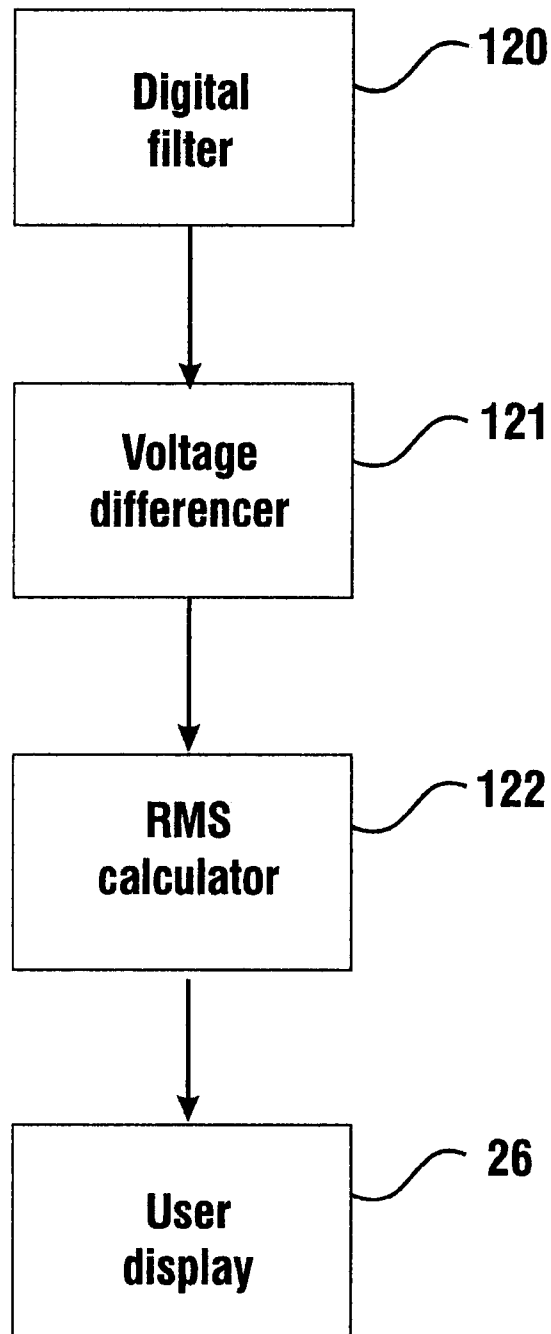 Digital
filter
120
Voltage
differencer
121
RMS
calculator
122
User
display
26